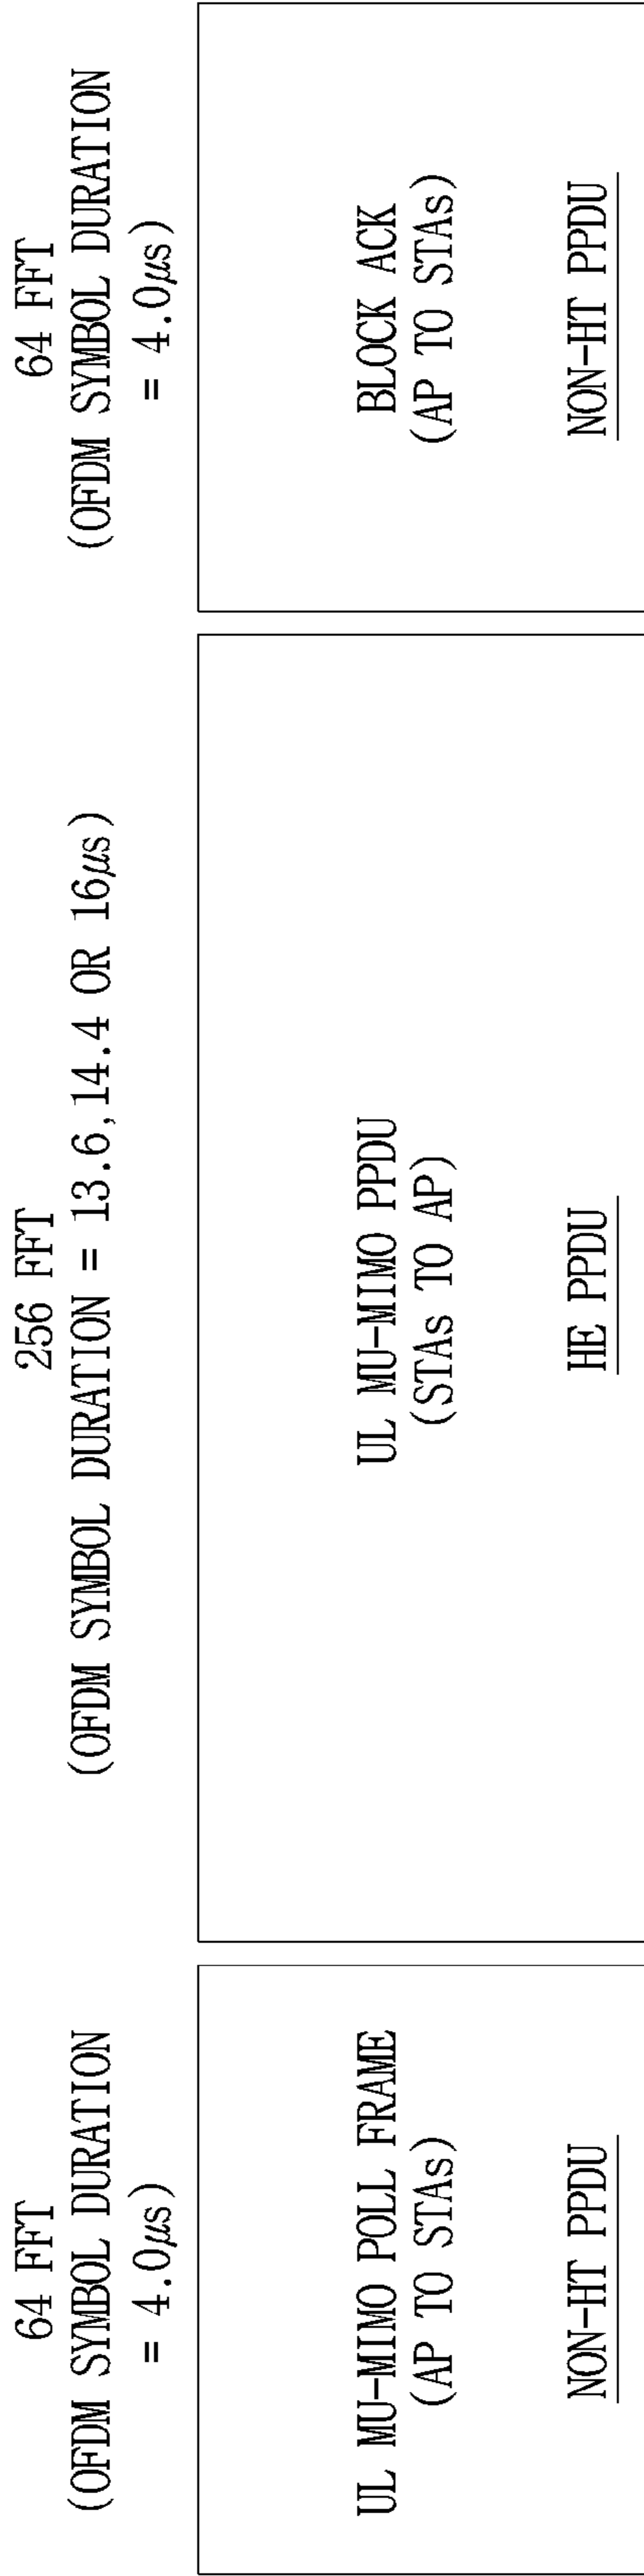 64 FFT
(OFDM SYMBOL DURATION
= 4.0μs)
UL MU-MIMO POLL FRAME
(AP TO STAs)
NON-HT PPDU
256 FFT
(OFDM SYMBOL DURATION = 13.6,14.4 OR 16μs)
UL MU-MIMO PPDU
(STAs TO AP)
HE PPDU
64 FFT
(OFDM SYMBOL DURATION
= 4.0μs)
BLOCK ACK
(AP TO STAs)
NON-HT PPDU